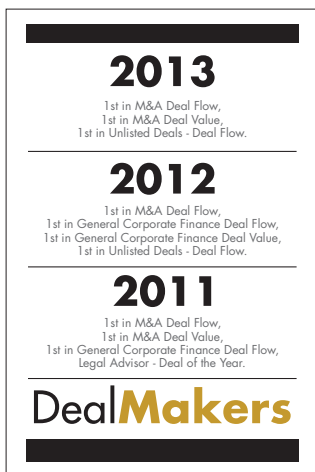 2013
1st in M&A Deal Flow,
1st in M&A Deal Value,
1st in Unlisted Deals - Deal Flow.
2012
1st in M&A Deal Flow,
1st in General Corporate Finance Deal Flow,
1st in General Corporate Finance Deal Value,
1st in Unlisted Deals - Deal Flow.
2011
1st in M&A Deal Flow,
1st in M&A Deal Value,
1st in General Corporate Finance Deal Flow,
Legal Advisor - Deal of the Year.
DealMakers